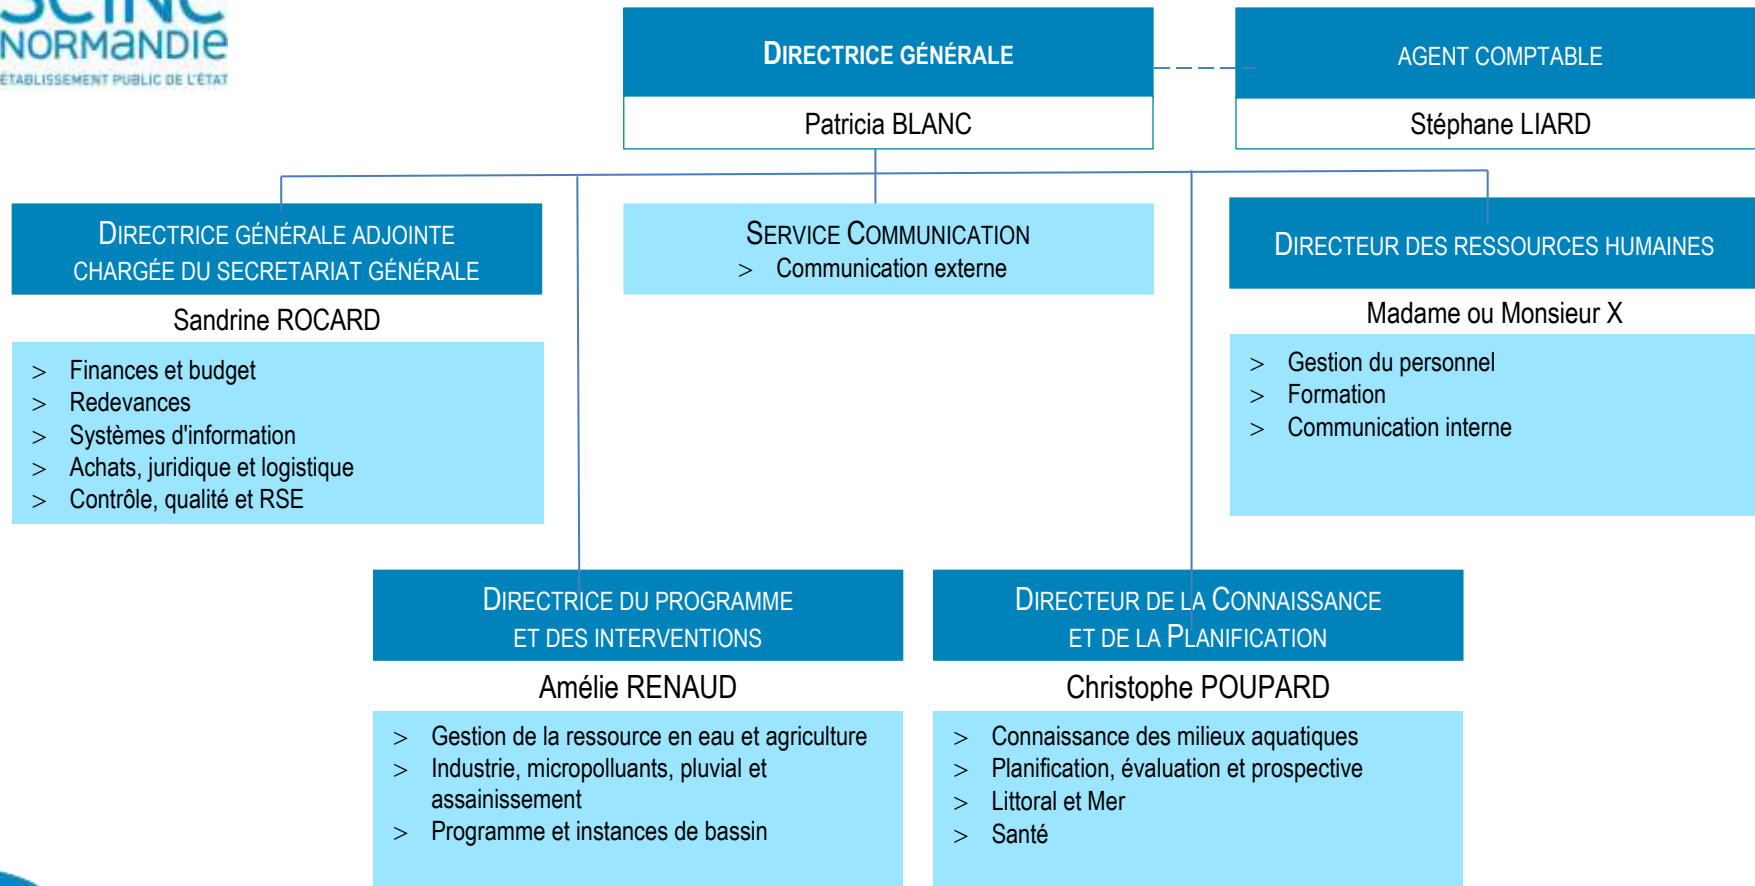 SEINE
NORMANDIE
ÉTABLISSEMENT PUBLIC DE L'ÉTAT
DIRECTRICE GÉNÉRALE
Patricia BLANC
AGENT COMPTABLE
Stéphane LIARD
DIRECTRICE GÉNÉRALE ADJOINTE
CHARGÉE DU SECRETARIAT GÉNÉRALE
Sandrine ROCARD
> Finances et budget
> Redevances
> Systèmes d'information
> Achats, juridique et logistique
> Contrôle, qualité et RSE
SERVICE COMMUNICATION
> Communication externe
DIRECTEUR DES RESSOURCES HUMAINES
Madame ou Monsieur X
> Gestion du personnel
> Formation
> Communication interne
DIRECTRICE DU PROGRAMME
ET DES INTERVENTIONS
Amélie RENAUD
> Gestion de la ressource en eau et agriculture
> Industrie, micropolluants, pluvial et
assainissement
> Programme et instances de bassin
DIRECTEUR DE LA CONNAISSANCE
ET DE LA PLANIFICATION
Christophe POUPARD
> Connaissance des milieux aquatiques
> Planification, évaluation et prospective
> Littoral et Mer
> Santé